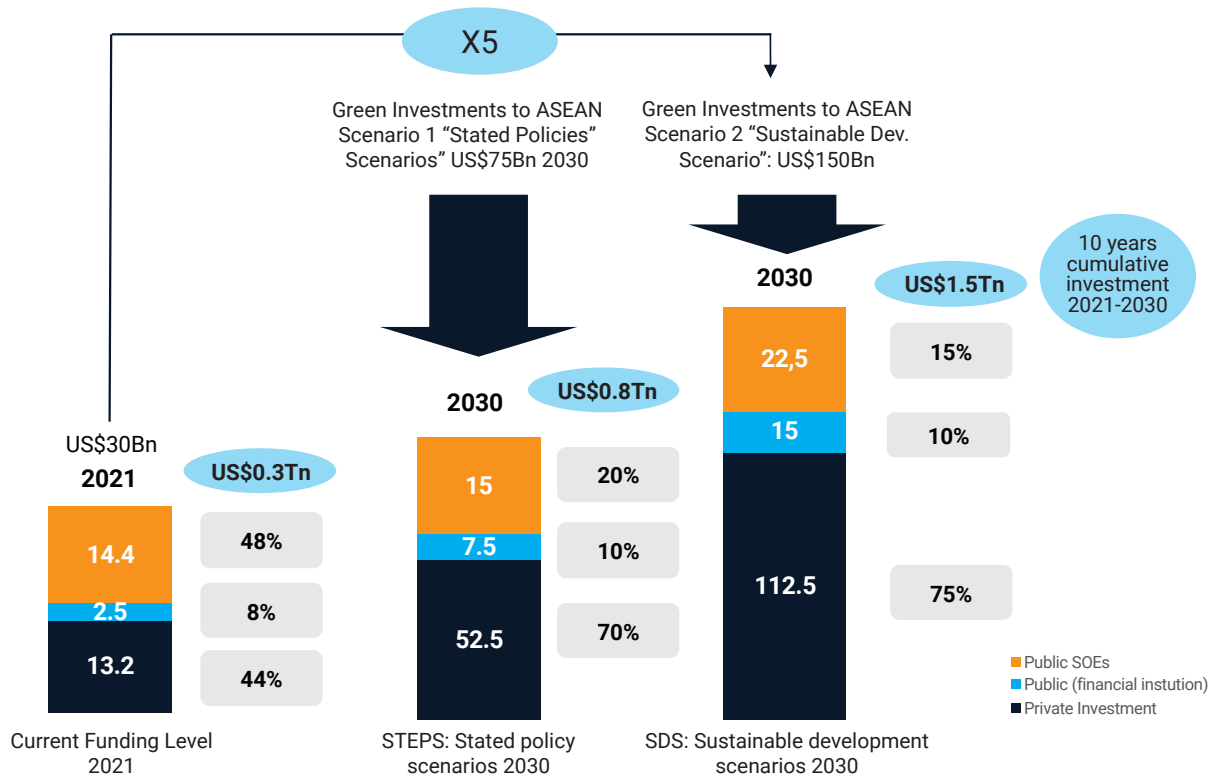 X5
Green Investments to ASEAN
Scenario 1 “Stated Policies”
Scenarios” US$75Bn 2030
Green Investments to ASEAN
Scenario 2 “Sustainable Dev.
Scenario”: US$150Bn
10 years
cumulative
investment
2021-2030
US$30Bn
2021
US$0.3Tn
14.4
48%
2.5
8%
13.2
44%
Current Funding Level
2021
2030
US$0.8Tn
15
20%
7.5
10%
52.5
70%
STEPS: Stated policy
scenarios 2030
2030
US$1.5Tn
22,5
15%
15
10%
112.5
75%
SDS: Sustainable development
scenarios 2030
Public SOEs
Public (financial instution)
Private Investment